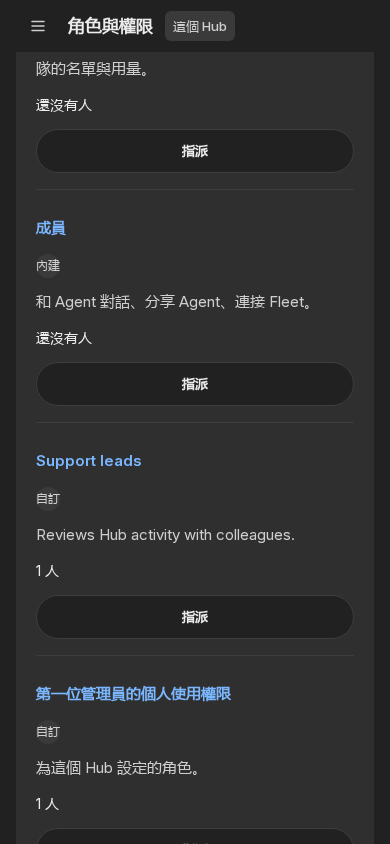 角色與權限 這個 Hub
隊的名單與用量。
還沒有人
指派
成員
內建
和 Agent 對話、分享 Agent、連接 Fleet。
還沒有人
指派
Support leads
自訂
Reviews Hub activity with colleagues.
1 人
指派
第一位管理員的個人使用權限
自訂
為這個 Hub 設定的角色。
1 人